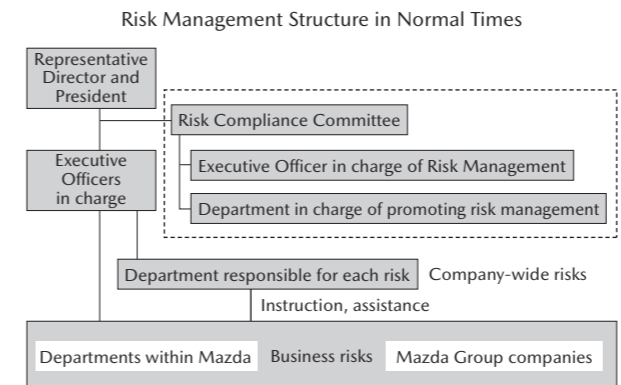 Risk Management Structure in Normal Times
Representative
Director and
President
Risk Compliance Committee
Executive
Officers
in charge
Executive Officer in charge of Risk Management
Department in charge of promoting risk management
Department responsible for each risk
Company-wide risks
Instruction, assistance
Departments within Mazda
Business risks
Mazda Group companies